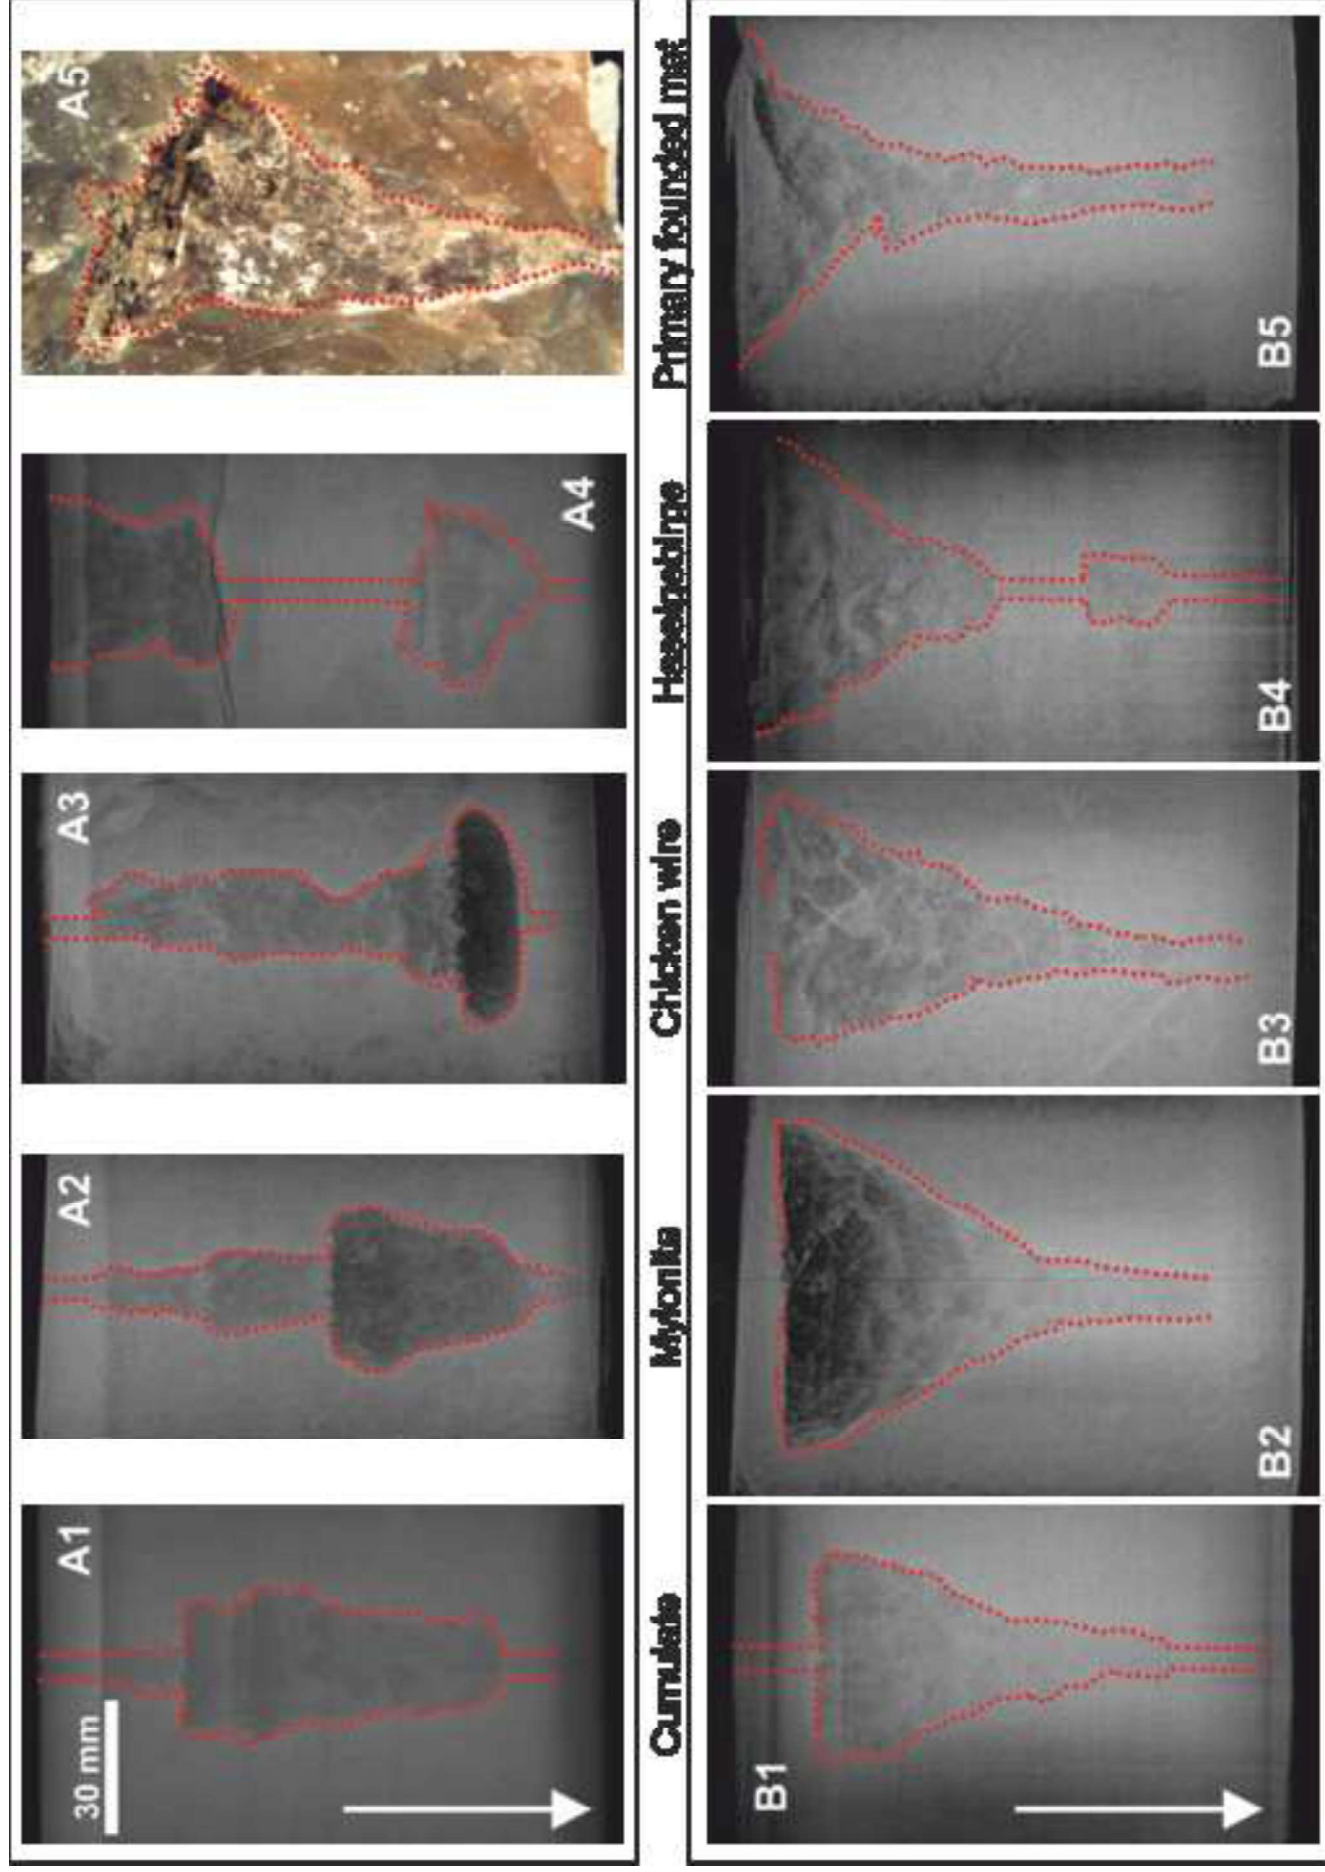 30 mm
A1
A2
A3
A4
A5
Cumulate
Mylonite
Chicken wire
Haselgebirge
Primary founded mat
B1
B2
B3
B4
B5